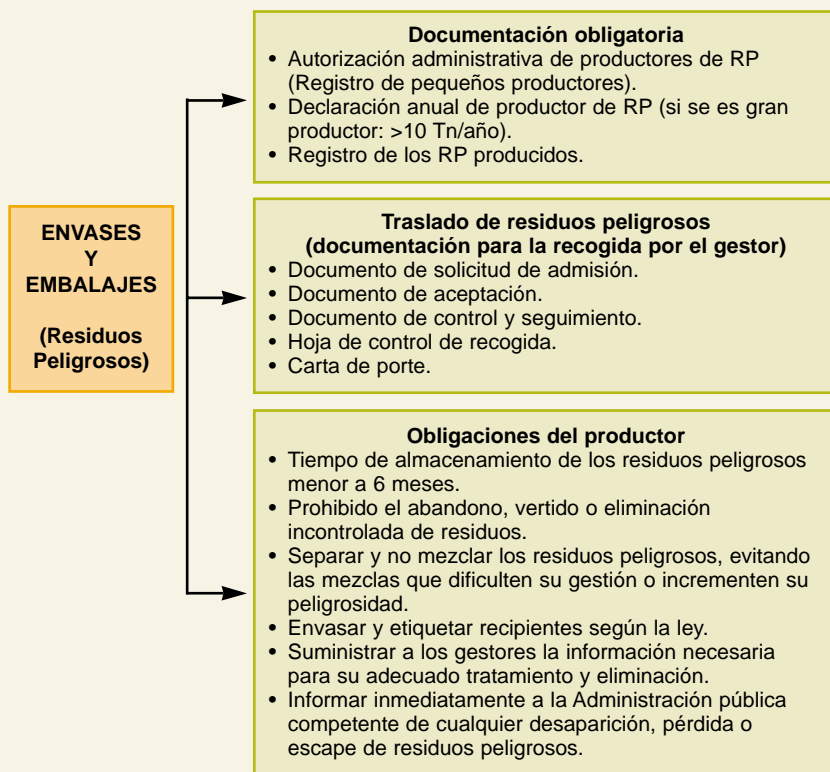 ENVASES
Y
EMBALAJES
(Residuos
Peligrosos)
Documentación obligatoria
• Autorización administrativa de productores de RP
(Registro de pequeños productores).
• Declaración anual de productor de RP (si se es gran
productor: >10 Tn/año).
• Registro de los RP producidos.
Traslado de residuos peligrosos
(documentación para la recogida por el gestor)
• Documento de solicitud de admisión.
• Documento de aceptación.
• Documento de control y seguimiento.
• Hoja de control de recogida.
• Carta de porte.
Obligaciones del productor
• Tiempo de almacenamiento de los residuos peligrosos
menor a 6 meses.
• Prohibido el abandono, vertido o eliminación
incontrolada de residuos.
• Separar y no mezclar los residuos peligrosos, evitando
las mezclas que dificulten su gestión o incrementen su
peligrosidad.
• Envasar y etiquetar recipientes según la ley.
• Suministrar a los gestores la información necesaria
para su adecuado tratamiento y eliminación.
• Informar inmediatamente a la Administración pública
competente de cualquier desaparición, pérdida o
escape de residuos peligrosos.